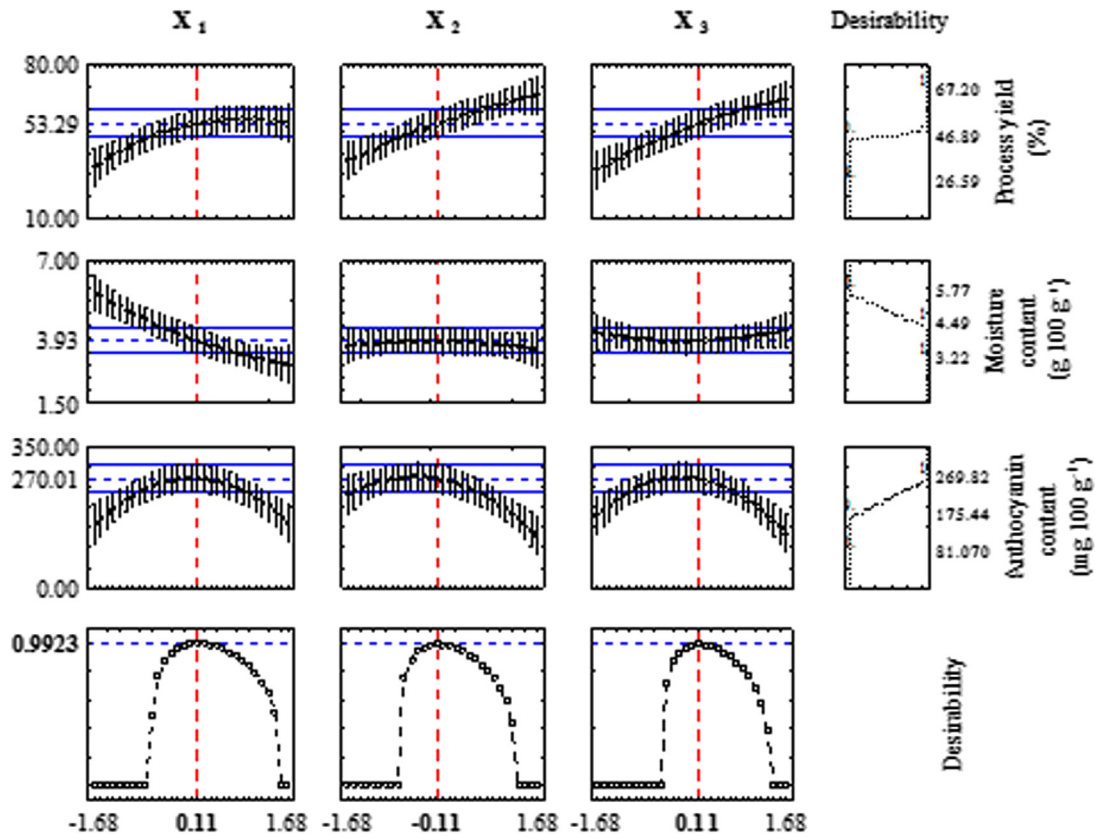 X 1 X 2 X 3 Desirability
80.00
53.29
10.00
67.20
46.89
26.59
Process yield
(%)
7.00
3.93
1.50
5.77
4.49
3.22
Moisture
content
(g 100 g⁻¹)
350.00
270.01
0.00
269.82
175.44
81.070
Anthocyanin
content
(mg 100 g⁻¹)
0.9923
Desirability
-1.68 0.11 1.68 -1.68 -0.11 1.68 -1.68 0.11 1.68